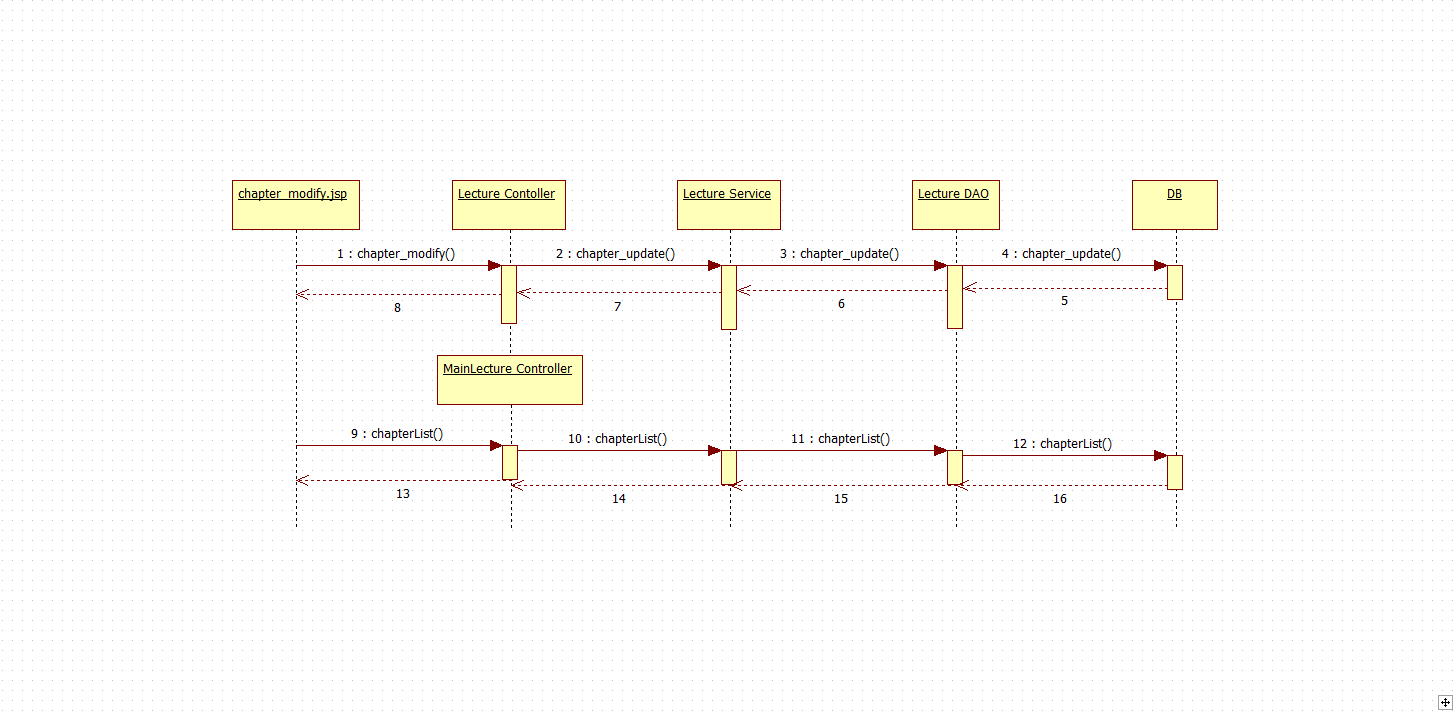 chapter_modify.jsp
Lecture Contoller
Lecture Service
Lecture DAO
DB
1 : chapter_modify()
2 : chapter_update()
3 : chapter_update()
4 : chapter_update()
8
7
6
5
MainLecture Controller
9 : chapterList()
10 : chapterList()
11 : chapterList()
12 : chapterList()
13
14
15
16